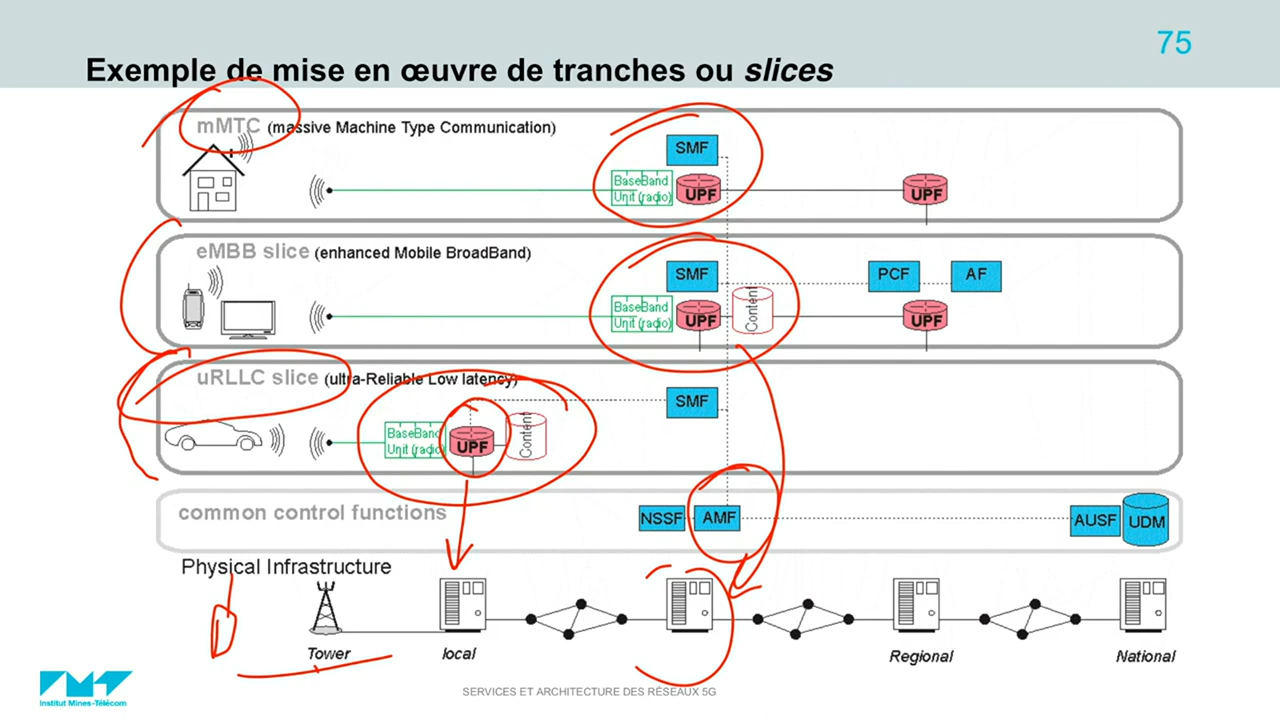 75
Exemple de mise en œuvre de tranches ou slices
mMTC (massive Machine Type Communication)
SMF
BaseBand
Unit (radio)
UPF
UPF
eMBB slice (enhanced Mobile BroadBand)
SMF
PCF
AF
BaseBand
Unit (radio)
UPF
Content
UPF
uRLLC slice (ultra-Reliable Low latency)
SMF
BaseBand
Unit (radio)
UPF
Content
common control functions
NSSF
AMF
AUSF
UDM
Physical Infrastructure
Tower
local
Regional
National
Institut Mines-Télécom
SERVICES ET ARCHITECTURE DES RÉSEAUX 5G